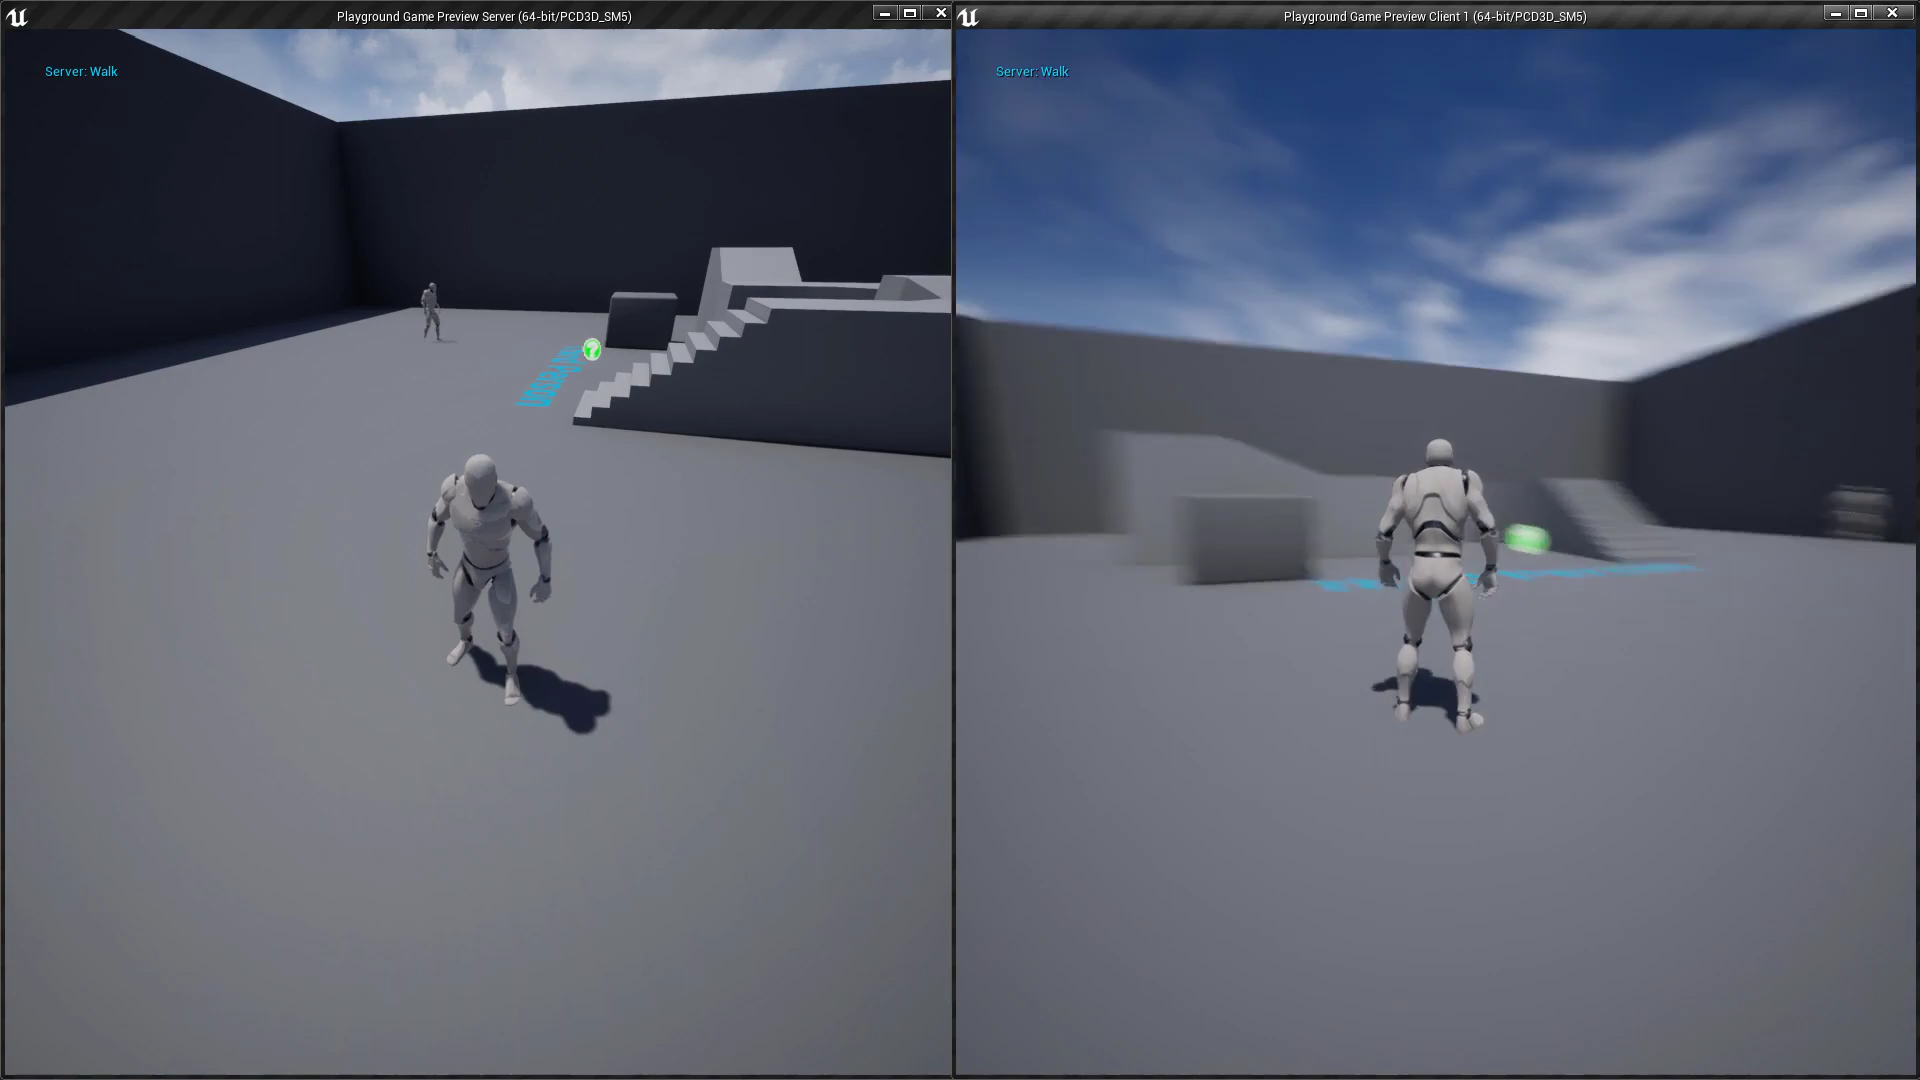 Playground Game Preview Server (64-bit/PCD3D_SM5)
Server: Walk
Playground Game Preview Client 1 (64-bit/PCD3D_SM5)
Server: Walk